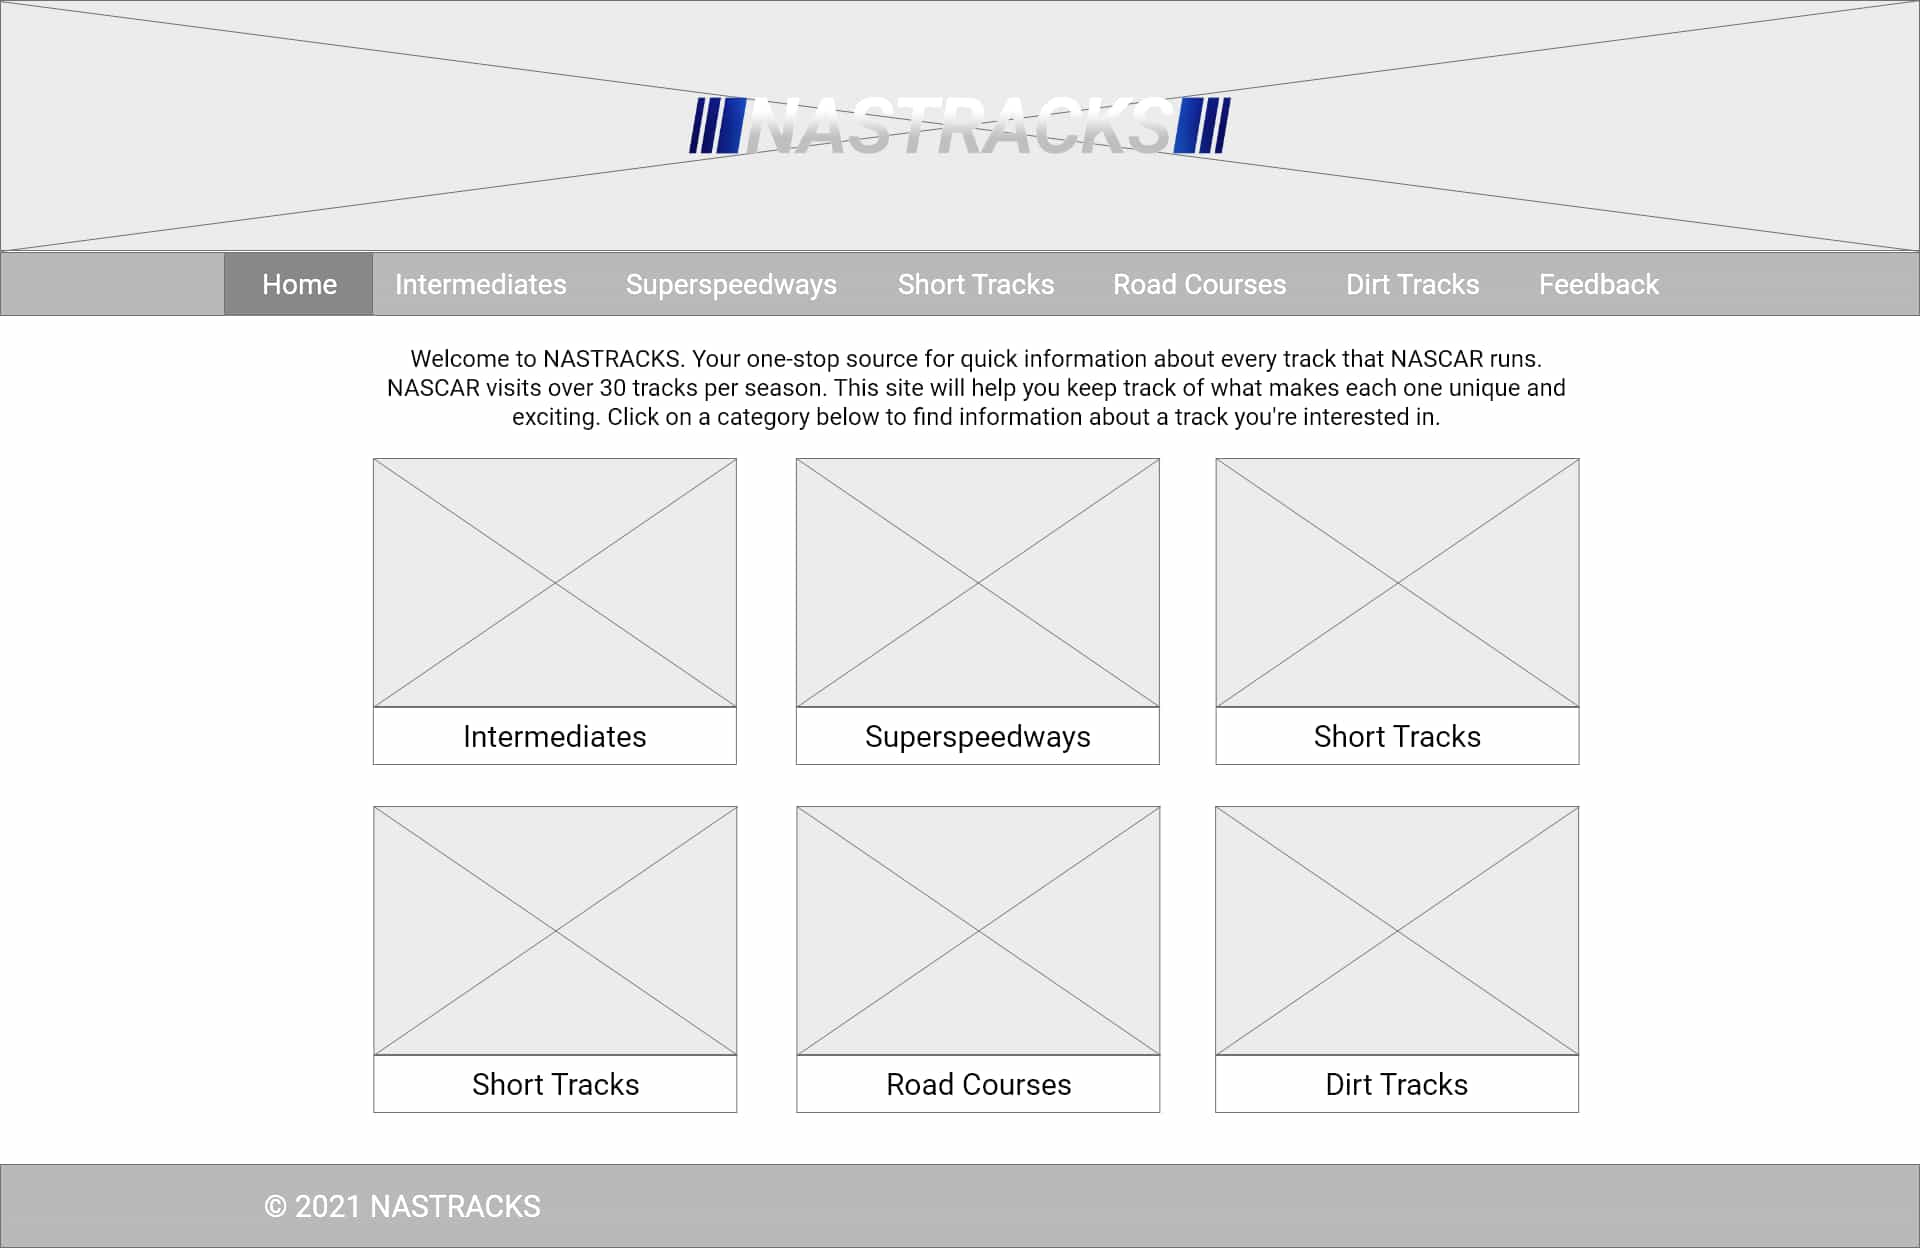 NASTRACKS
Home Intermediates Superspeedways Short Tracks Road Courses Dirt Tracks Feedback
Welcome to NASTRACKS. Your one-stop source for quick information about every track that NASCAR runs.
NASCAR visits over 30 tracks per season. This site will help you keep track of what makes each one unique and
exciting. Click on a category below to find information about a track you're interested in.
Intermediates Superspeedways Short Tracks
Short Tracks Road Courses Dirt Tracks
© 2021 NASTRACKS